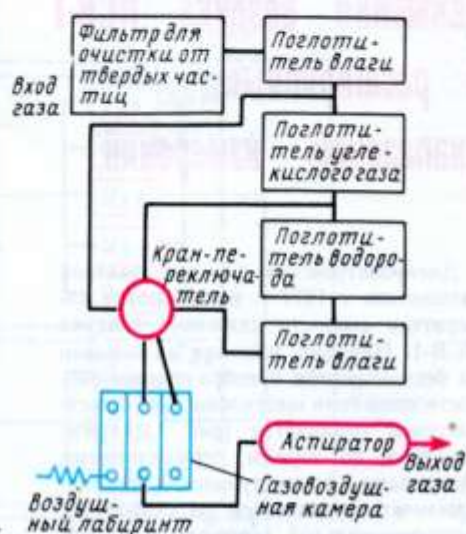 Фильтр для
очистки от
твердых час-
тиц
Поглоти-
тель влаги
Вход
газа
Поглоти-
тель угле-
кислого газа
Поглоти-
тель водоро-
да
Кран-пе-
реключа-
тель
Поглоти-
тель влаги
Аспиратор
Выход
газа
Газовоздуш-
ная камера
Воздуш-
ный лабиринт